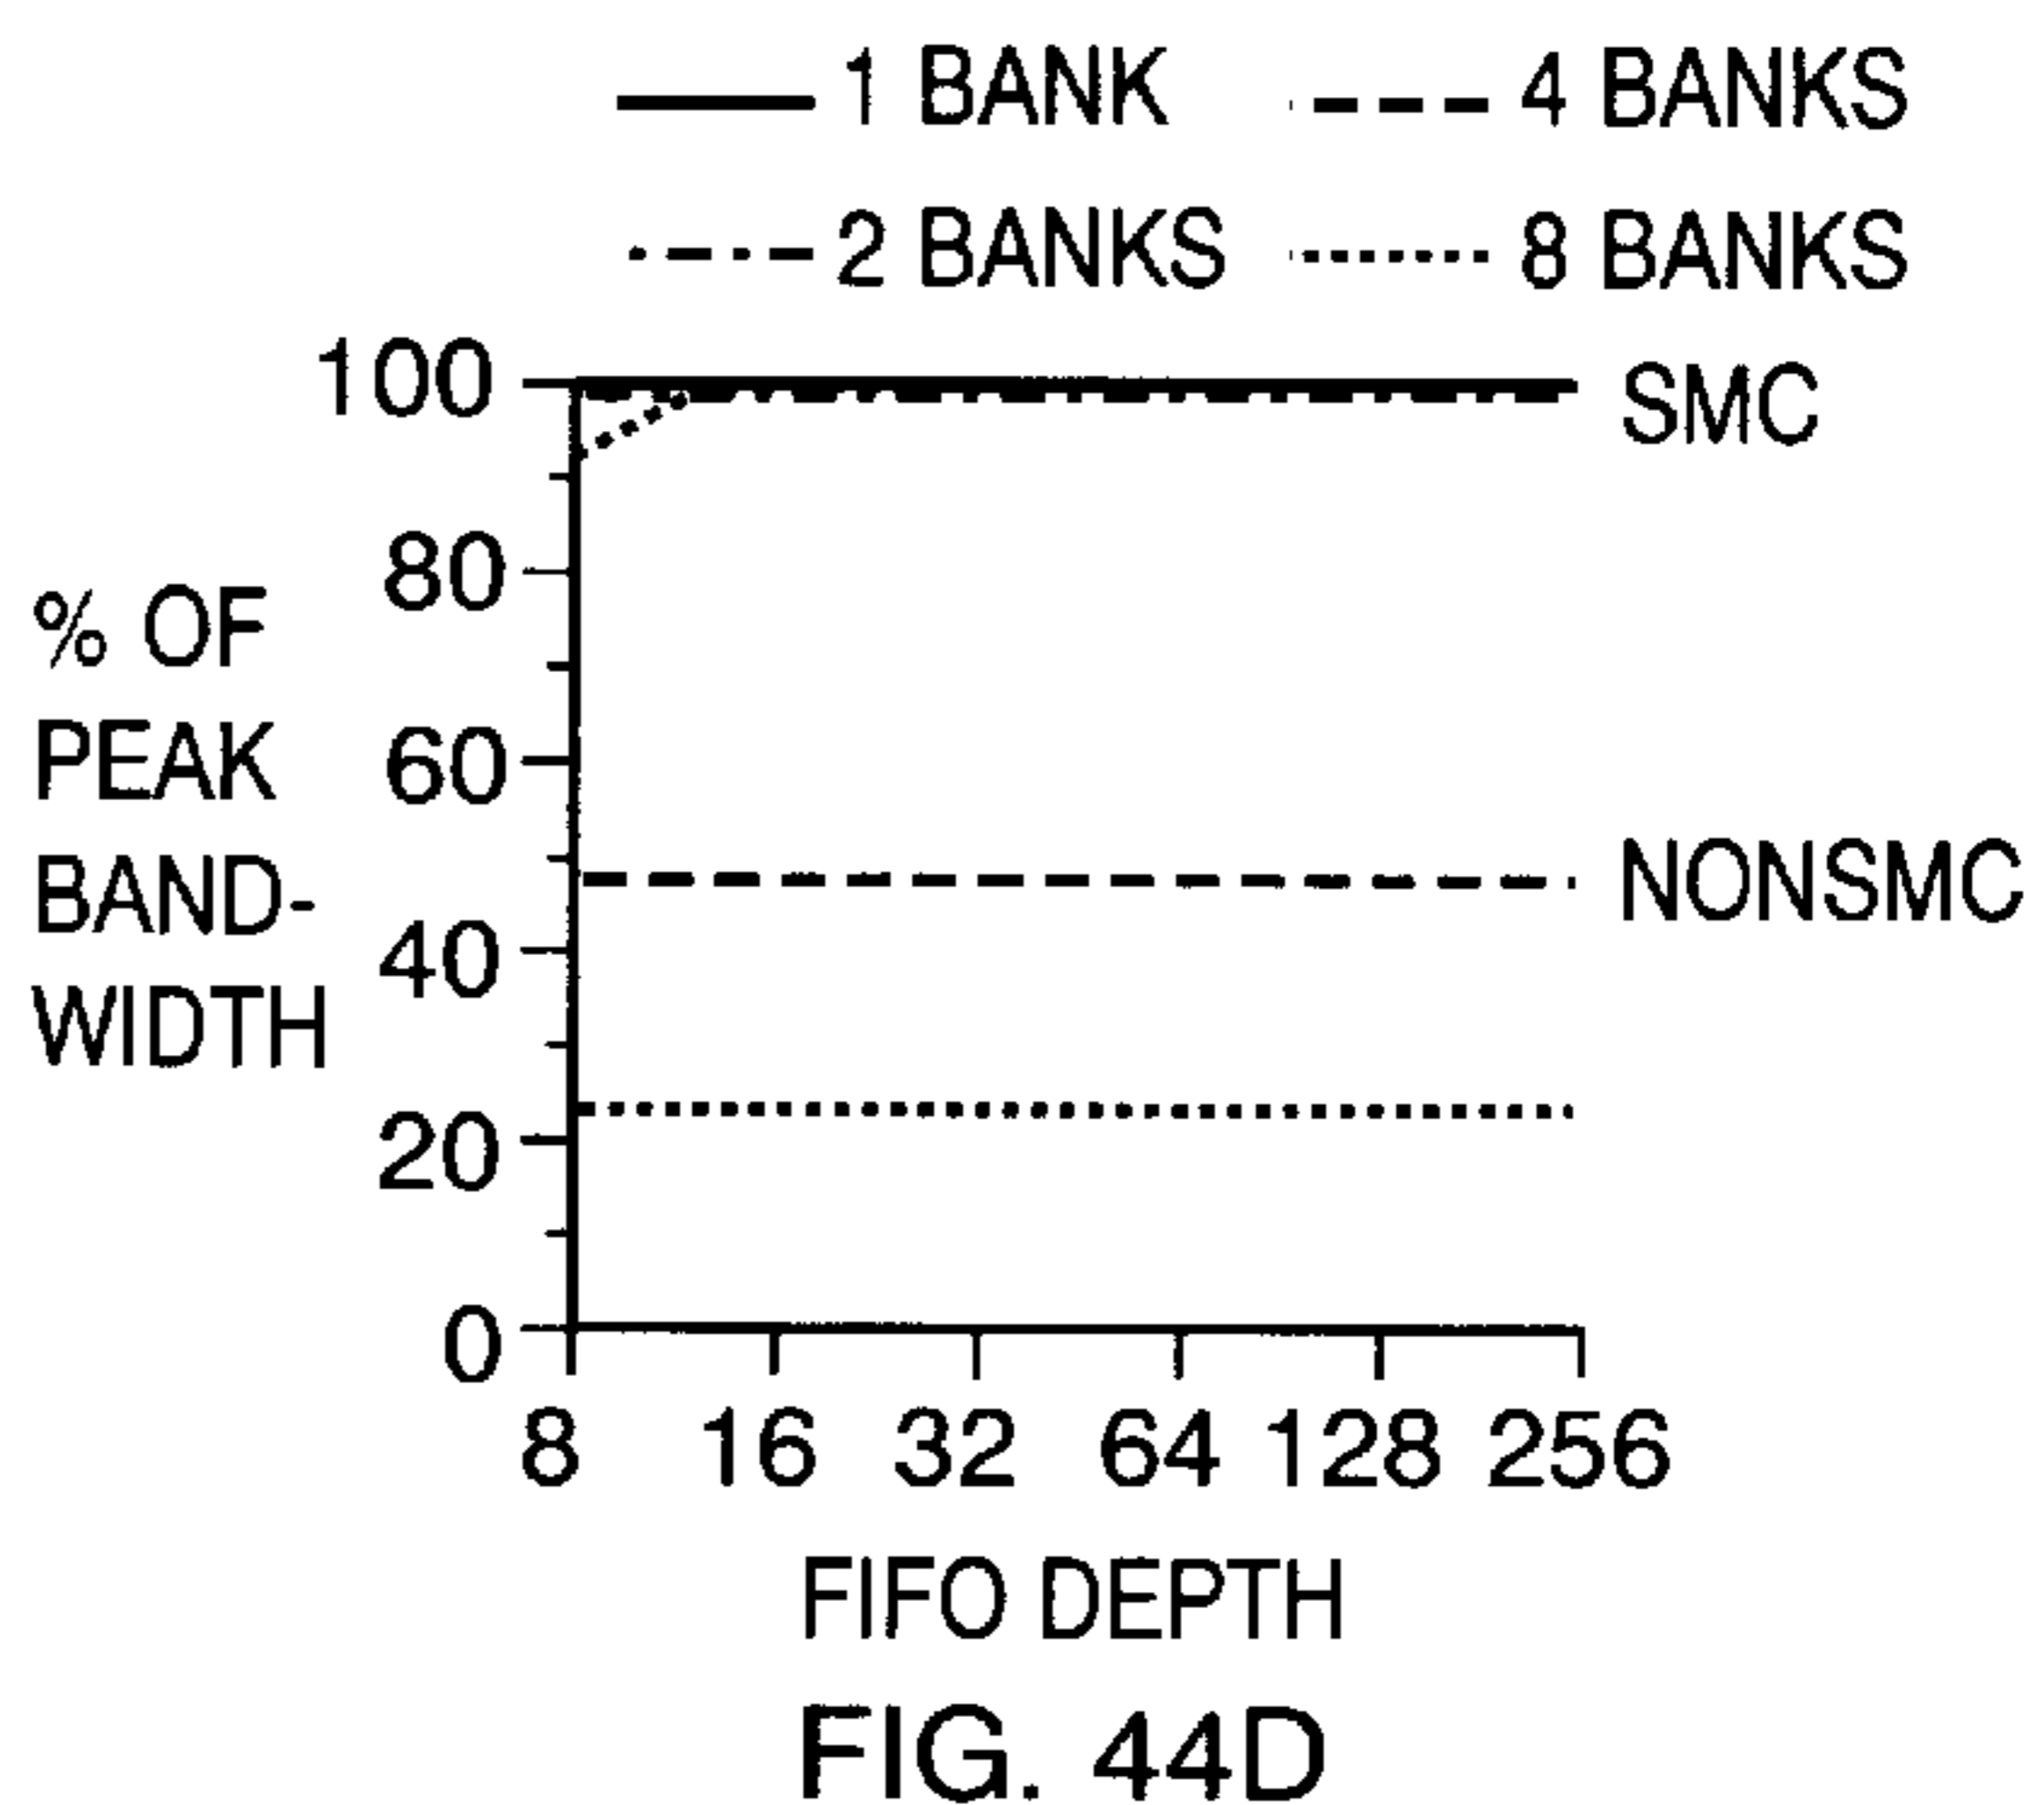 1 BANK 4 BANKS
2 BANKS 8 BANKS
100
SMC
80
% OF
PEAK
BAND-
WIDTH
60
NONSMC
40
20
0
8 16 32 64 128 256
FIFO DEPTH
FIG. 44D